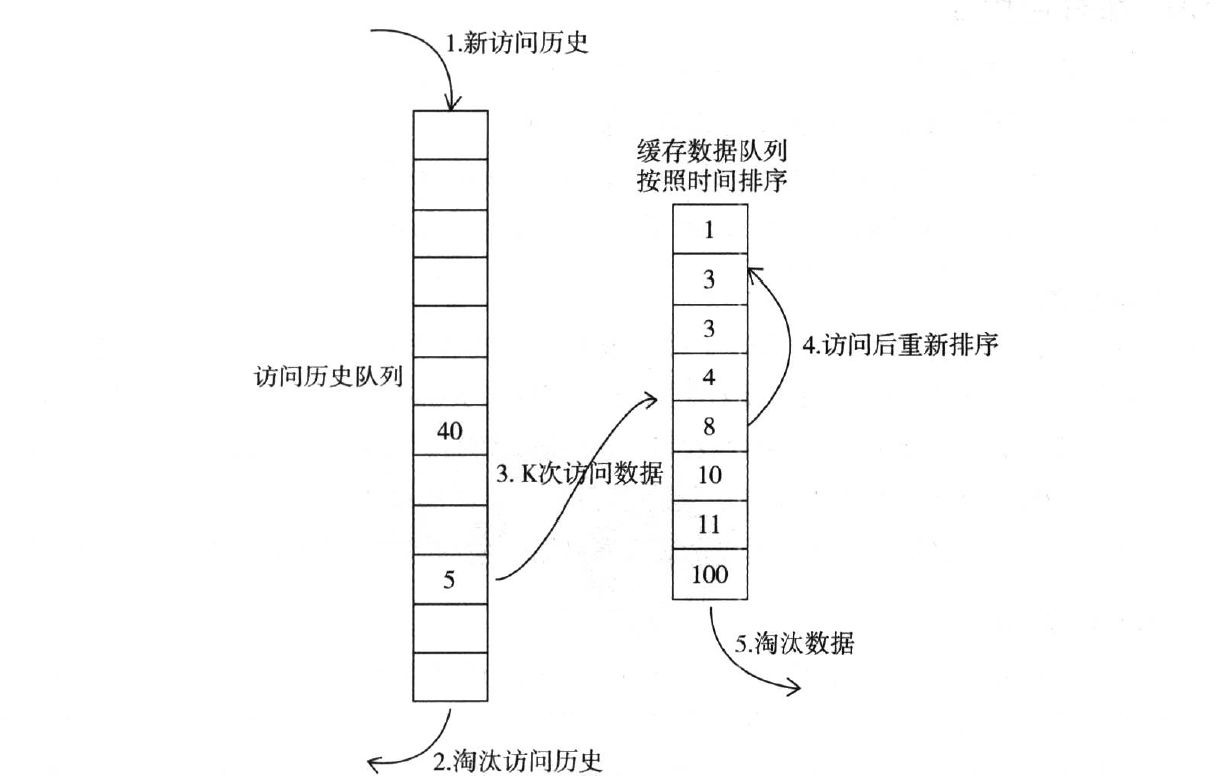 1.新访问历史
缓存数据队列
按照时间排序
1
3
3
4
8
10
11
100
4.访问后重新排序
访问历史队列
40
5
3. K次访问数据
5.淘汰数据
2.淘汰访问历史